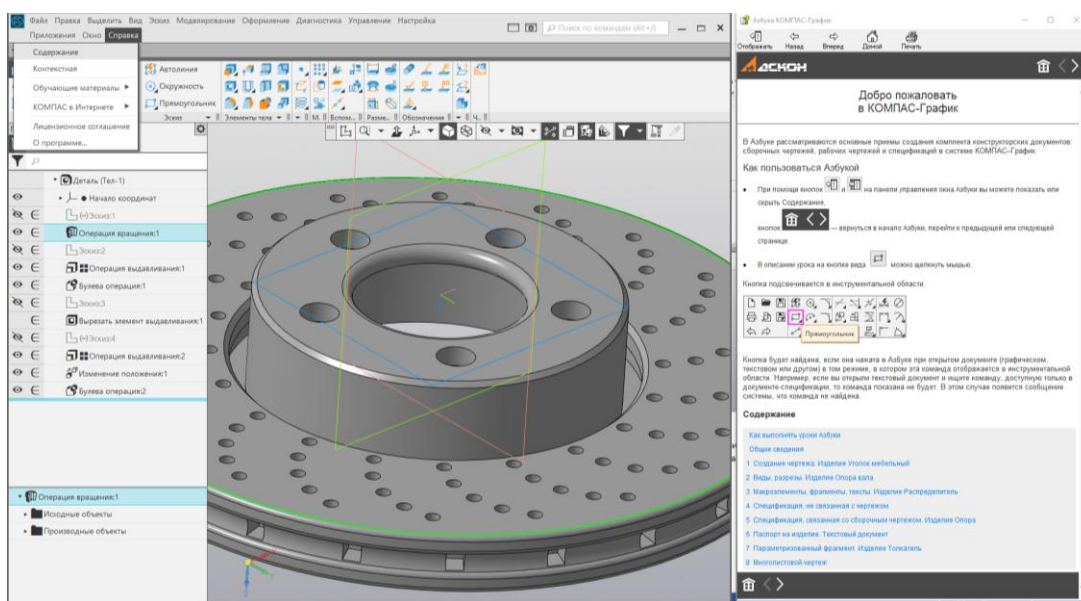 Файл Правка Выделить Вид Эскиз Моделирование Оформление Диагностика Управление Настройка
Приложения Окно Справка
Поиск по командам (Alt+/)
Содержание
Контекстная
Обучающие материалы
КОМПАС в Интернете
Лицензионное соглашение
О программе...
Автолиния
Окружность
Прямоугольник
Эскиз
Элементы тела
Вспом...
Разме...
Обозначения
Деталь (Тел-1)
Начало координат
(-)Эскиз:1
Операция вращения:1
Эскиз:2
Операция выдавливания:1
Булева операция:1
Эскиз:3
Вырезать элемент выдавливания:1
(-)Эскиз:4
Операция выдавливания:2
Изменение положения:1
Булева операция:2
Операция вращения:1
Исходные объекты
Производные объекты
Азбука КОМПАС-График
Отображать Назад Вперед Домой Печать
АСКОН
Добро пожаловать
в КОМПАС-График
В Азбуке рассматриваются основные приемы создания комплекта конструкторских документов:
сборочных чертежей, рабочих чертежей и спецификаций в системе КОМПАС-График.
Как пользоваться Азбукой
• При помощи кнопок , на панели управления окна Азбуки вы можете показать или
скрыть Содержание,
кнопок — вернуться в начало Азбуки, перейти к предыдущей или следующей
странице.
• В описании урока на кнопке вида можно щелкнуть мышью.
Кнопка подсвечивается в инструментальной области.
Прямоугольник
Кнопка будет найдена, если она нажата в Азбуке при открытом документе (графическом,
текстовом или другом) в том режиме, в котором эта команда отображается в инструментальной
области. Например, если вы открыли текстовый документ и ищите команду, доступную только в
документе-спецификации, то команда показана не будет. В этом случае появится сообщение
системы, что команда не найдена.
Содержание
Как выполнять уроки Азбуки
Общие сведения
1 Создание чертежа. Изделие Уголок мебельный
2 Виды, разрезы. Изделие Опора вала
3 Макроэлементы, фрагменты, тексты. Изделие Распределитель
4 Спецификация, не связанная с чертежом
5 Спецификация, связанная со сборочным чертежом. Изделие Опора
6 Паспорт на изделие. Текстовый документ
7 Параметризованный фрагмент. Изделие Толкатель
8 Многолистовой чертеж